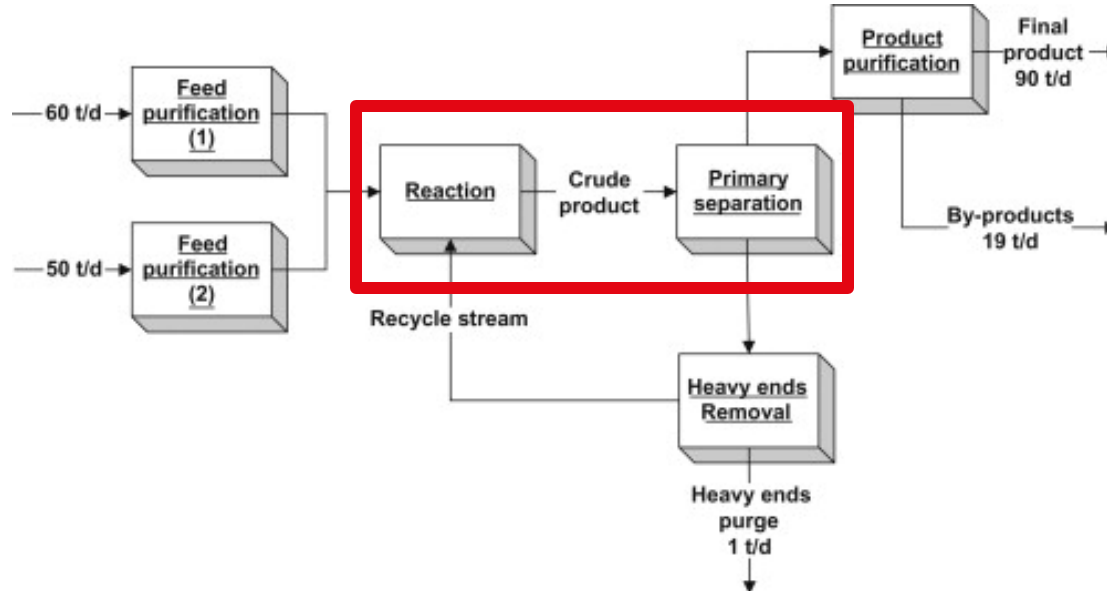 60 t/d
Feed
purification
(1)
50 t/d
Feed
purification
(2)
Reaction
Crude
product
Primary
separation
Product
purification
Final
product
90 t/d
By-products
19 t/d
Recycle stream
Heavy ends
Removal
Heavy ends
purge
1 t/d